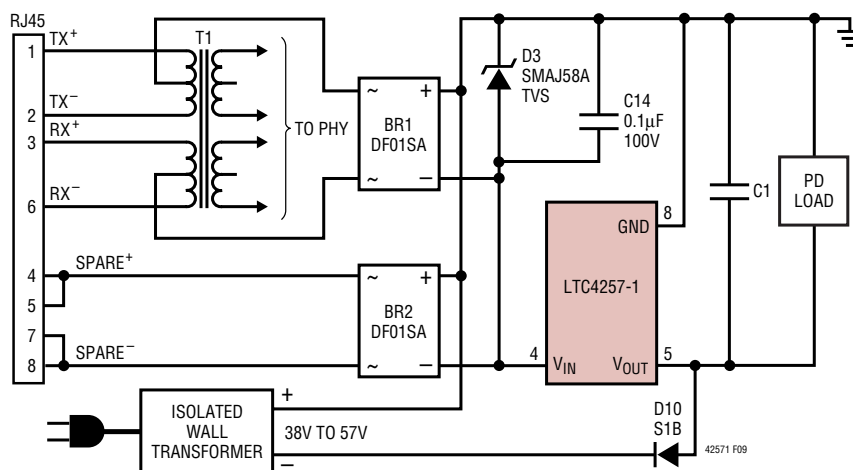 RJ45
1
TX+
T1
2
TX−
3
RX+
6
RX−
TO PHY
~
+
BR1
DF01SA
~
−
D3
SMAJ58A
TVS
C14
0.1µF
100V
4
SPARE+
5
7
8
SPARE−
~
+
BR2
DF01SA
~
−
GND
8
LTC4257-1
4
VIN
VOUT
5
C1
PD
LOAD
ISOLATED
WALL
TRANSFORMER
+
38V TO 57V
−
D10
S1B
42571 F09